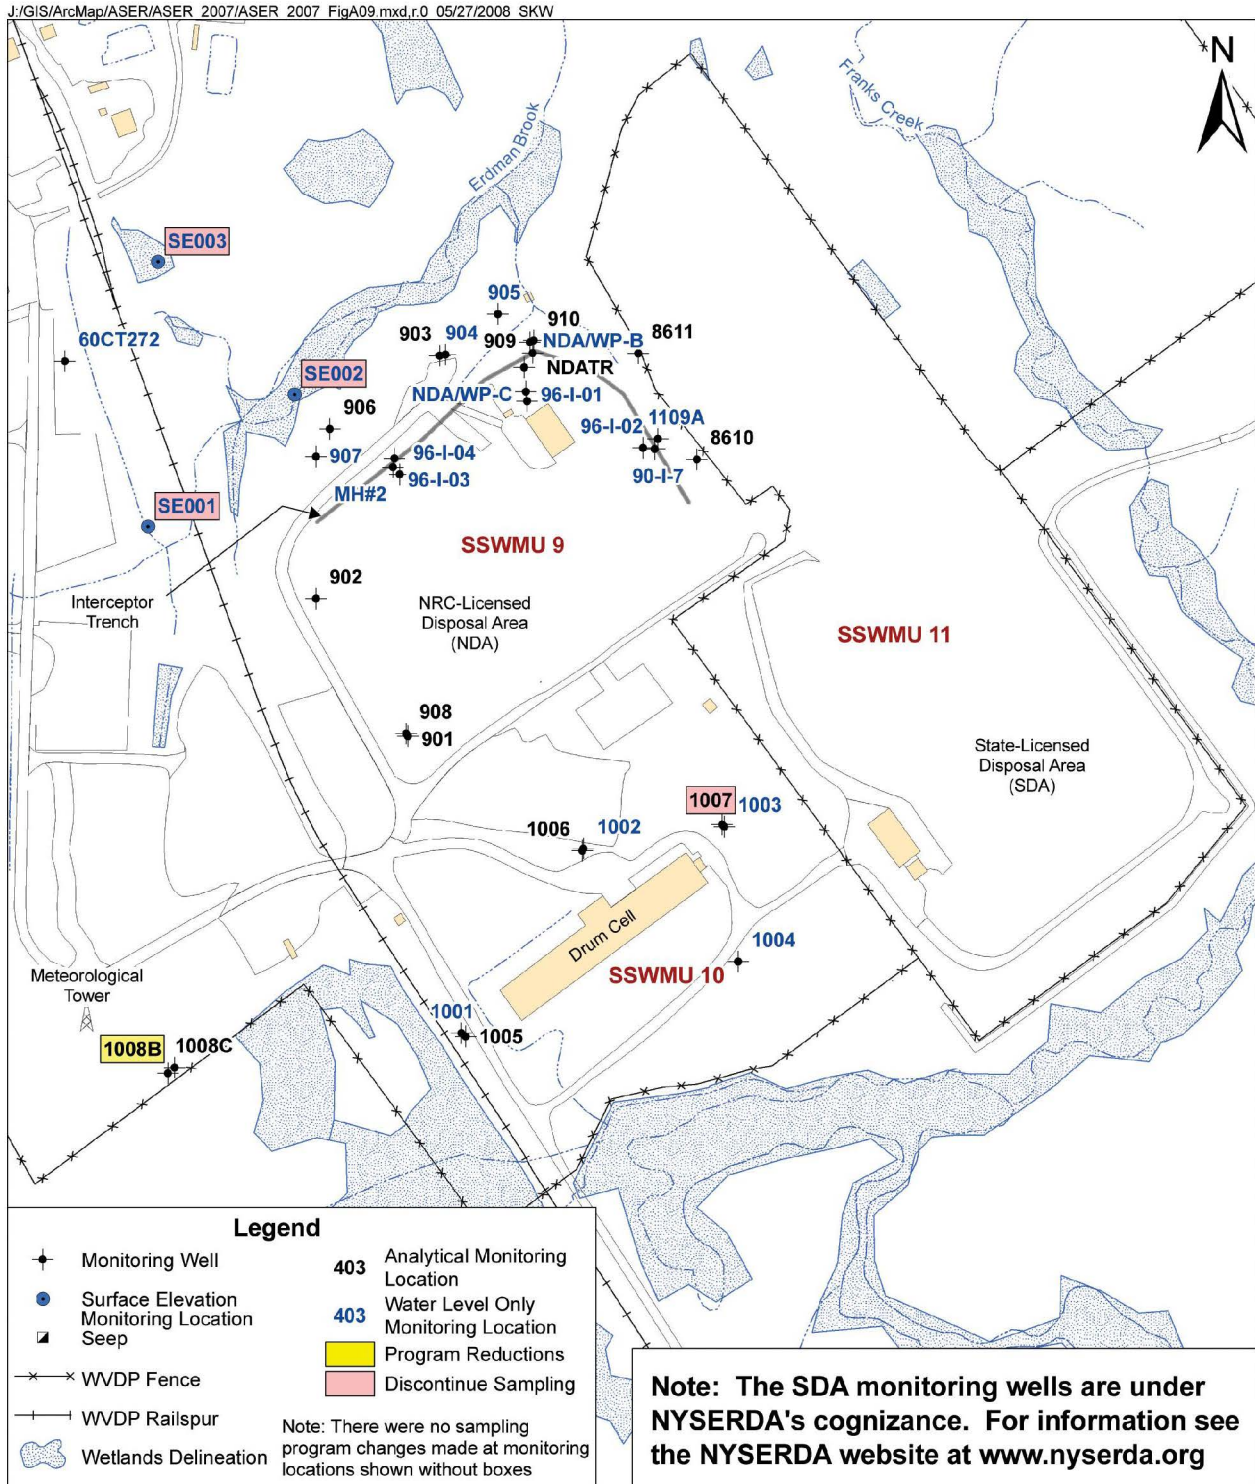 J:/GIS/ArcMap/ASER/ASER_2007/ASER_2007_FigA09.mxd,r.0 05/27/2008 SKW
N
Franks Creek
Erdman Brook
SE003
905
910
903
904
909
NDA/WP-B
8611
60CT272
NDATR
SE002
NDA/WP-C
96-I-01
906
96-I-02
1109A
8610
907
96-I-04
96-I-03
90-I-7
MH#2
SE001
SSWMU 9
902
Interceptor
Trench
NRC-Licensed
Disposal Area
(NDA)
SSWMU 11
908
901
State-Licensed
Disposal Area
(SDA)
1007
1003
1006
1002
Drum Cell
1004
SSWMU 10
Meteorological
Tower
1001
1005
1008B
1008C
Legend
Monitoring Well
Surface Elevation
Monitoring Location
Seep
WVDP Fence
WVDP Railspur
Wetlands Delineation
403
Analytical Monitoring
Location
403
Water Level Only
Monitoring Location
Program Reductions
Discontinue Sampling
Note: There were no sampling
program changes made at monitoring
locations shown without boxes
Note: The SDA monitoring wells are under
NYSERDA's cognizance. For information see
the NYSERDA website at www.nyserda.org